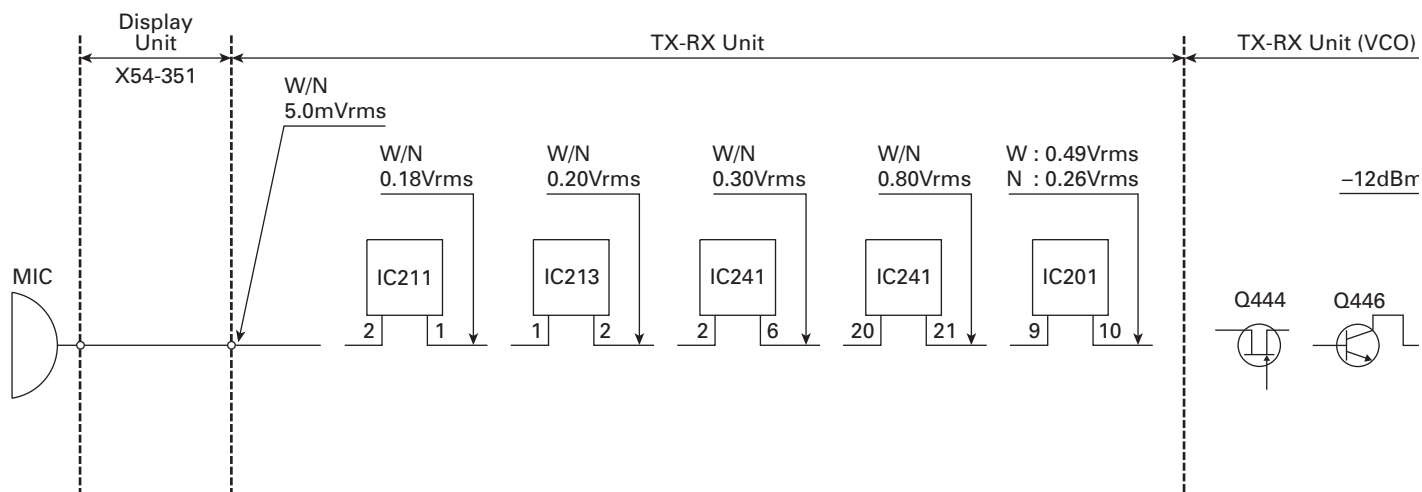 Display
Unit
X54-351
TX-RX Unit
TX-RX Unit (VCO)
W/N
5.0mVrms
W/N
0.18Vrms
W/N
0.20Vrms
W/N
0.30Vrms
W/N
0.80Vrms
W : 0.49Vrms
N : 0.26Vrms
–12dBm
MIC
IC211
IC213
IC241
IC241
IC201
Q444
Q446
2 1
1 2
2 6
20 21
9 10